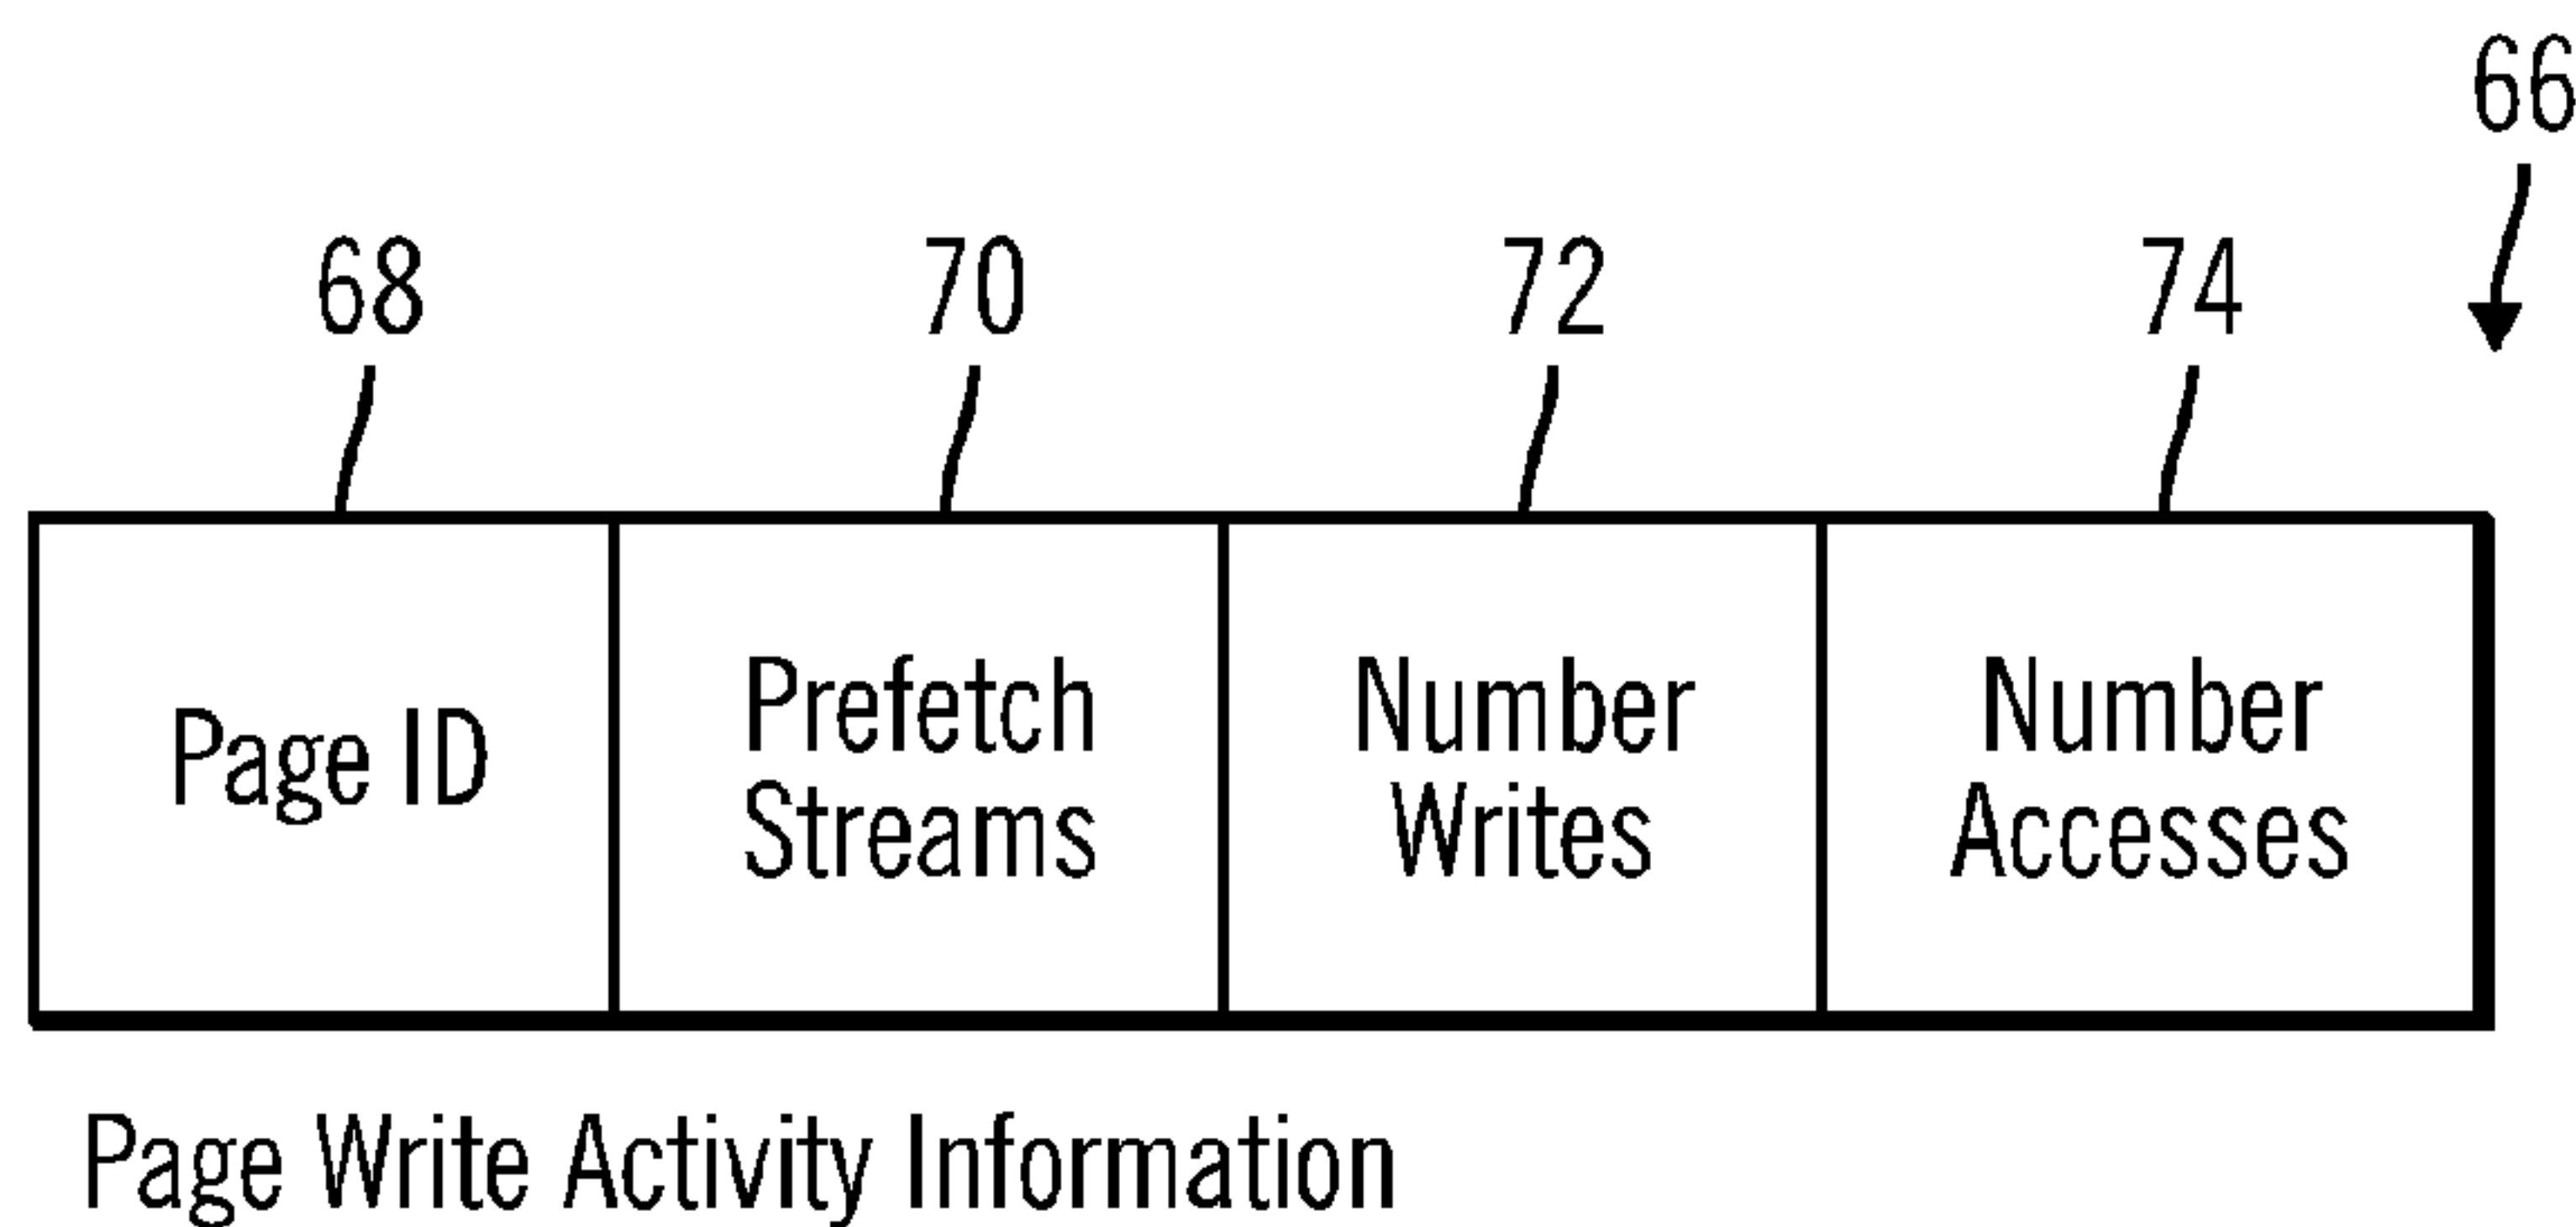 66
68 70 72 74
Page ID
Prefetch
Streams
Number
Writes
Number
Accesses
Page Write Activity Information